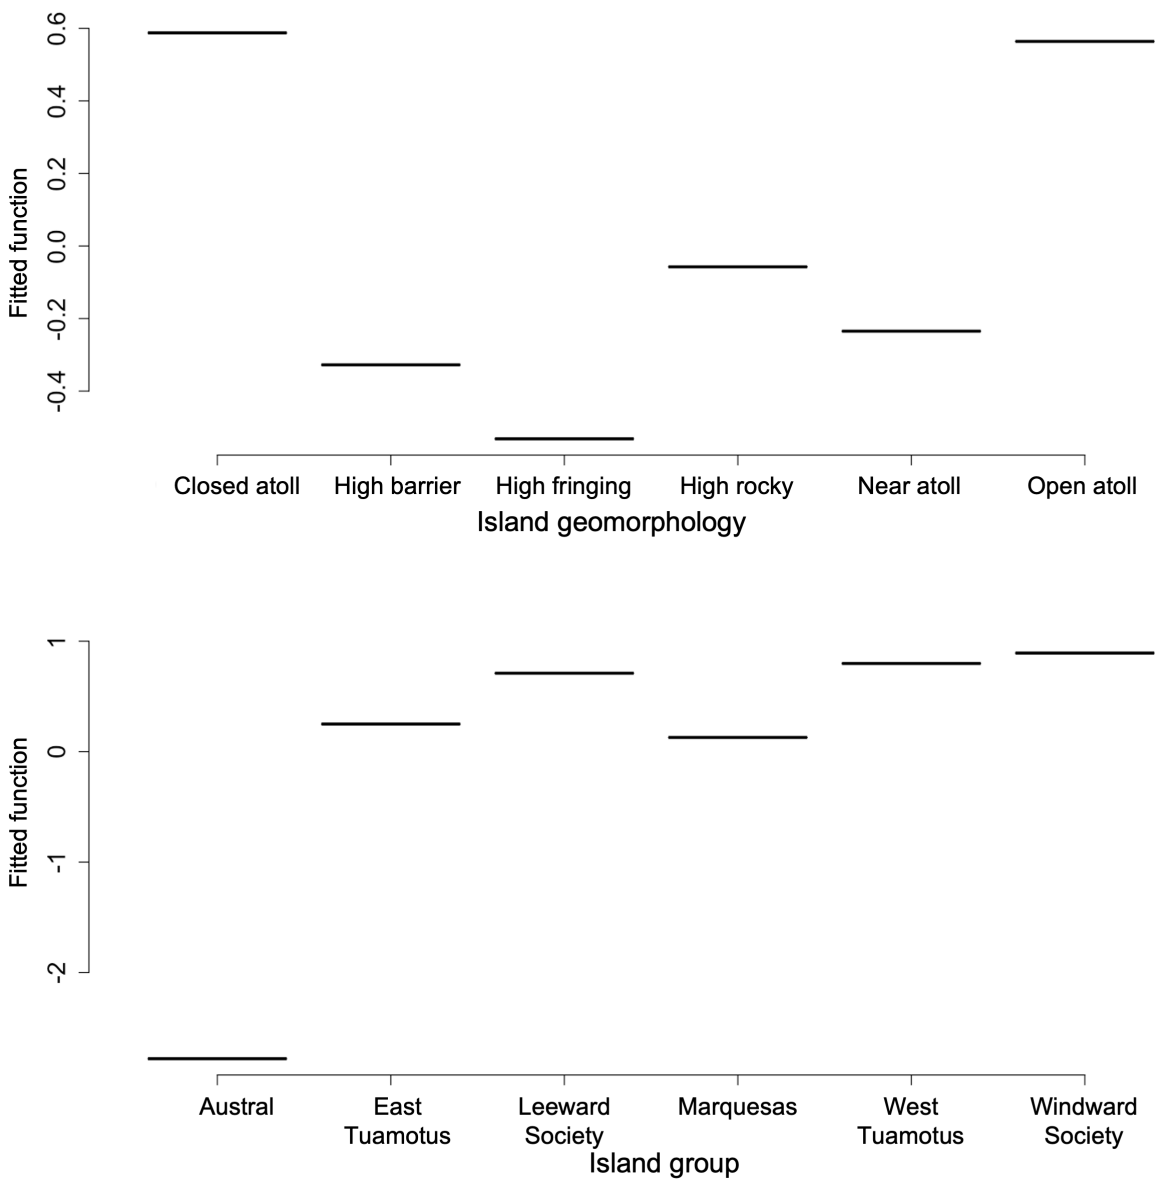 Fitted function
0.6
0.4
0.2
0.0
-0.2
-0.4
Closed atoll High barrier High fringing High rocky Near atoll Open atoll
Island geomorphology
Fitted function
1
0
-1
-2
Austral East Leeward Marquesas West Windward
Tuamotus Society Tuamotus Society
Island group